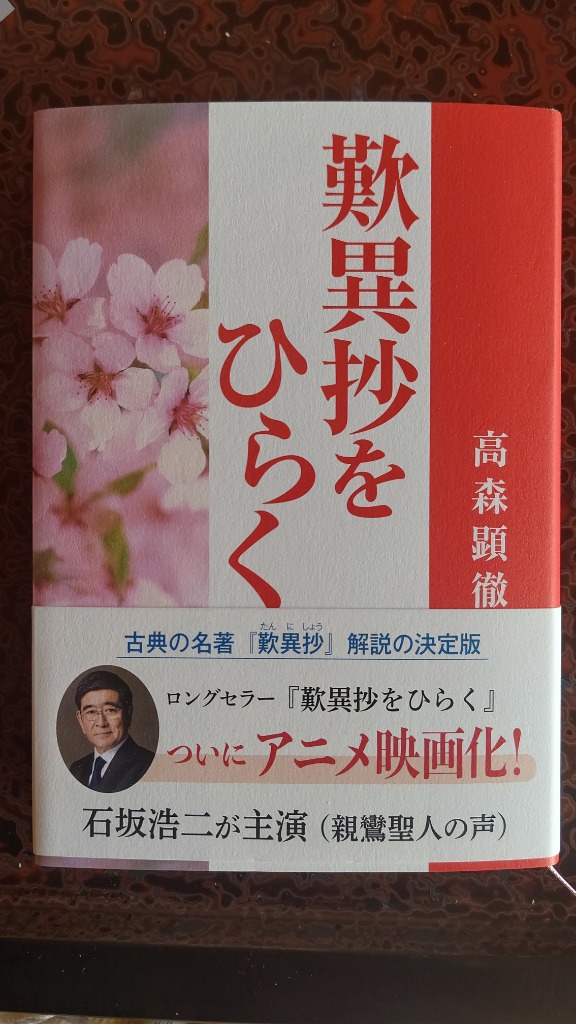 歎異抄を
ひらく
高森顕徹
たんにしょう
古典の名著『歎異抄』解説の決定版
ロングセラー『歎異抄をひらく』
ついにアニメ映画化!
石坂浩二が主演(親鸞聖人の声)